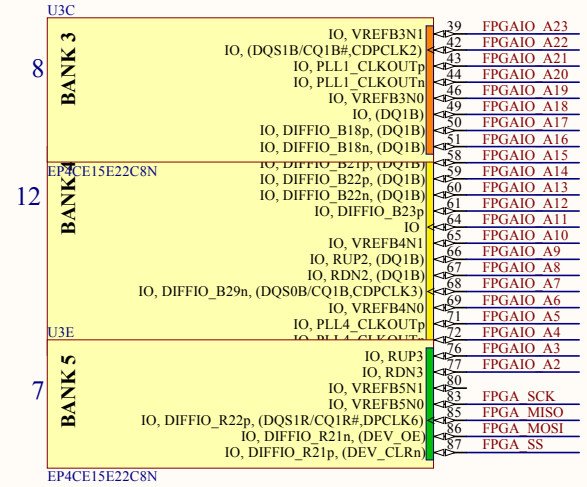 U3C
BANK 3
8
IO, VREFB3N1 39 FPGAIO_A23
IO, (DQS1B/CQ1B#,CDPCLK2) 42 FPGAIO_A22
IO, PLL1_CLKOUTp 43 FPGAIO_A21
IO, PLL1_CLKOUTn 44 FPGAIO_A20
IO, VREFB3N0 46 FPGAIO_A19
IO, (DQ1B) 49 FPGAIO_A18
IO, DIFFIO_B18p, (DQ1B) 50 FPGAIO_A17
IO, DIFFIO_B18n, (DQ1B) 51 FPGAIO_A16
EP4CE15E22C8N
BANK 4
12
IO, DIFFIO_B21p, (DQ1B) 58 FPGAIO_A15
IO, DIFFIO_B22p, (DQ1B) 59 FPGAIO_A14
IO, DIFFIO_B22n, (DQ1B) 60 FPGAIO_A13
IO, DIFFIO_B23p 61 FPGAIO_A12
IO 64 FPGAIO_A11
IO, VREFB4N1 65 FPGAIO_A10
IO, RUP2, (DQ1B) 66 FPGAIO_A9
IO, RDN2, (DQ1B) 67 FPGAIO_A8
IO, DIFFIO_B29n, (DQS0B/CQ1B,CDPCLK3) 68 FPGAIO_A7
IO, VREFB4N0 69 FPGAIO_A6
IO, PLL4_CLKOUTp 71 FPGAIO_A5
IO, PLL4_CLKOUTn 72 FPGAIO_A4
U3E
BANK 5
7
IO, RUP3 76 FPGAIO_A3
IO, RDN3 77 FPGAIO_A2
IO, VREFB5N1 80
IO, VREFB5N0 83 FPGA_SCK
IO, DIFFIO_R22p, (DQS1R/CQ1R#,DPCLK6) 85 FPGA_MISO
IO, DIFFIO_R21n, (DEV_OE) 86 FPGA_MOSI
IO, DIFFIO_R21p, (DEV_CLRn) 87 FPGA_SS
EP4CE15E22C8N